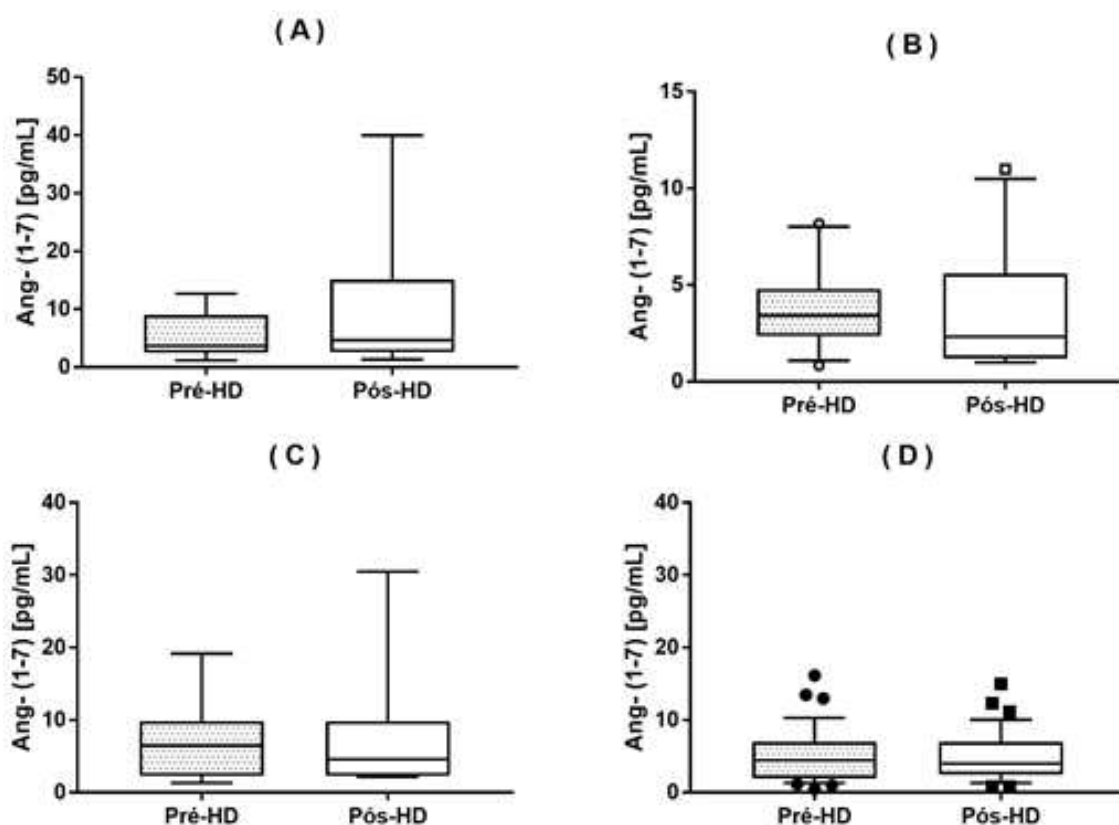 ( A )
Ang- (1-7) [pg/mL]
50
40
30
20
10
0
Pré-HD
Pós-HD
(B)
Ang- (1-7) [pg/mL]
15
10
5
0
Pré-HD
Pós-HD
( C )
Ang- (1-7) [pg/mL]
40
30
20
10
0
Pré-HD
Pós-HD
(D)
Ang- (1-7) [pg/mL]
40
30
20
10
0
Pré-HD
Pós-HD